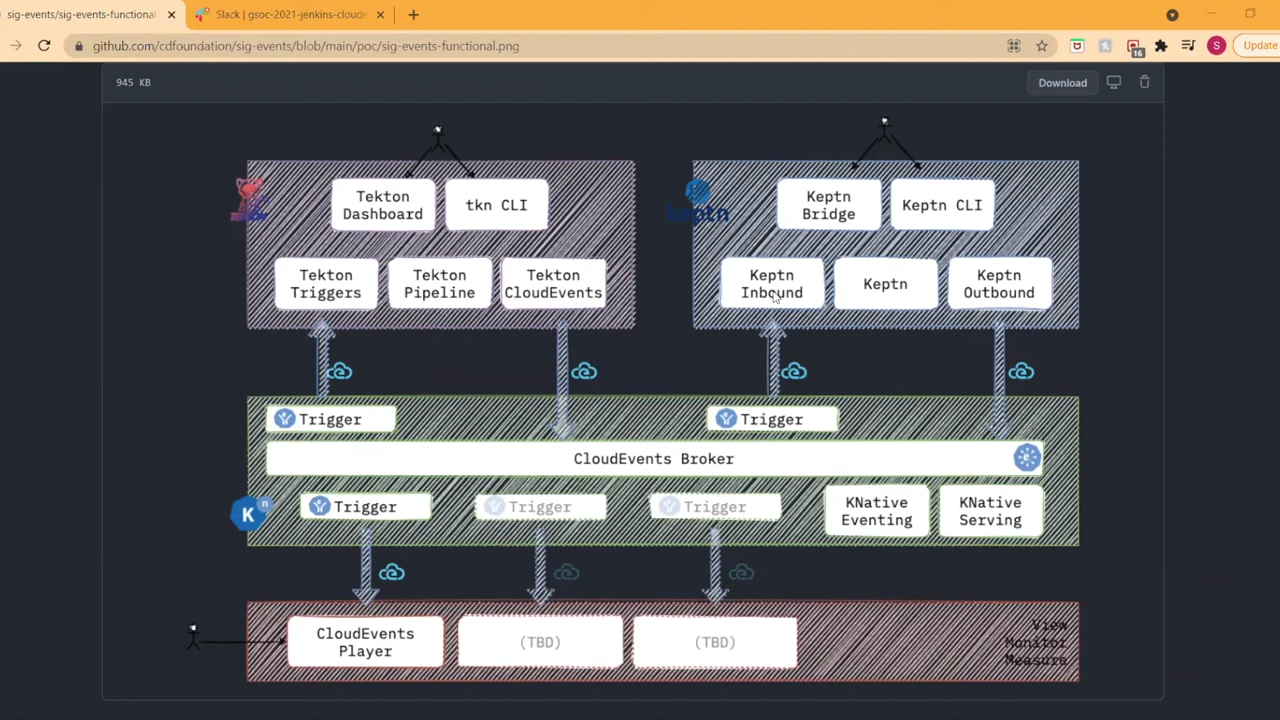 sig-events/sig-events-functional.
Slack | gsoc-2021-jenkins-cloude
github.com/cdfoundation/sig-events/blob/main/poc/sig-events-functional.png
16
S
Update
945 KB
Download
Tekton
Dashboard
tkn CLI
Keptn
Bridge
Keptn CLI
keptn
Tekton
Triggers
Tekton
Pipeline
Tekton
CloudEvents
Keptn
Inbound
Keptn
Keptn
Outbound
Trigger
Trigger
CloudEvents Broker
K
n
Trigger
Trigger
Trigger
KNative
Eventing
KNative
Serving
CloudEvents
Player
(TBD)
(TBD)
View
Monitor
Measure